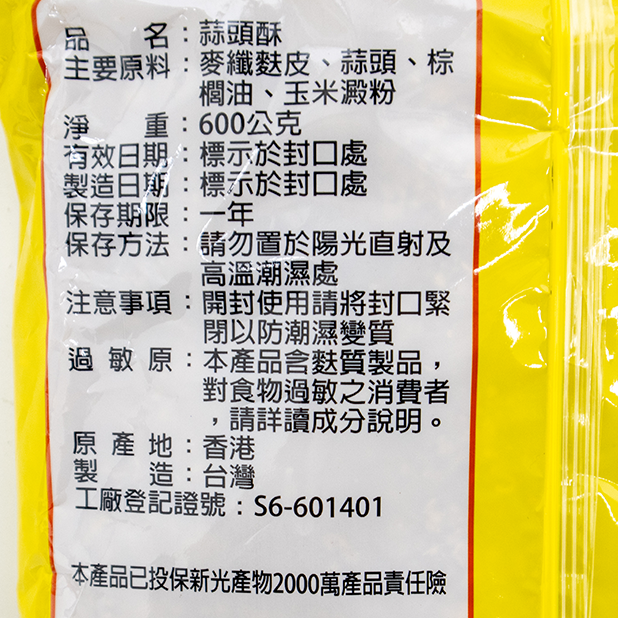 品名：蒜頭酥
主要原料：麥纖麩皮、蒜頭、棕
櫚油、玉米澱粉
淨重：600公克
有效日期：標示於封口處
製造日期：標示於封口處
保存期限：一年
保存方法：請勿置於陽光直射及
高溫潮濕處
注意事項：開封使用請將封口緊
閉以防潮濕變質
過敏原：本產品含麩質製品，
對食物過敏之消費者
，請詳讀成分說明。
原產地：香港
製造：台灣
工廠登記證號：S6-601401
本產品已投保新光產物2000萬產品責任險